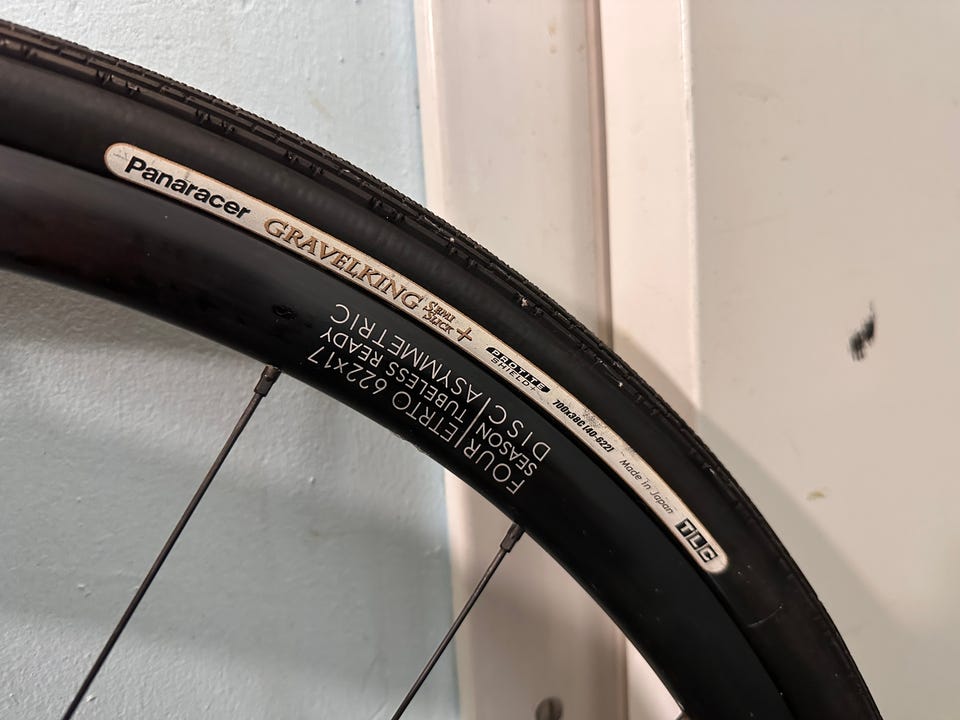 Panaracer GRAVELKING SEMI SLICK + PROTITE SHIELD+ 700x38C (40-622) Made in Japan TLC
FOUR|ETRTO 622x17
SEASON|TUBELESS READY
DISC|ASYMMETRIC